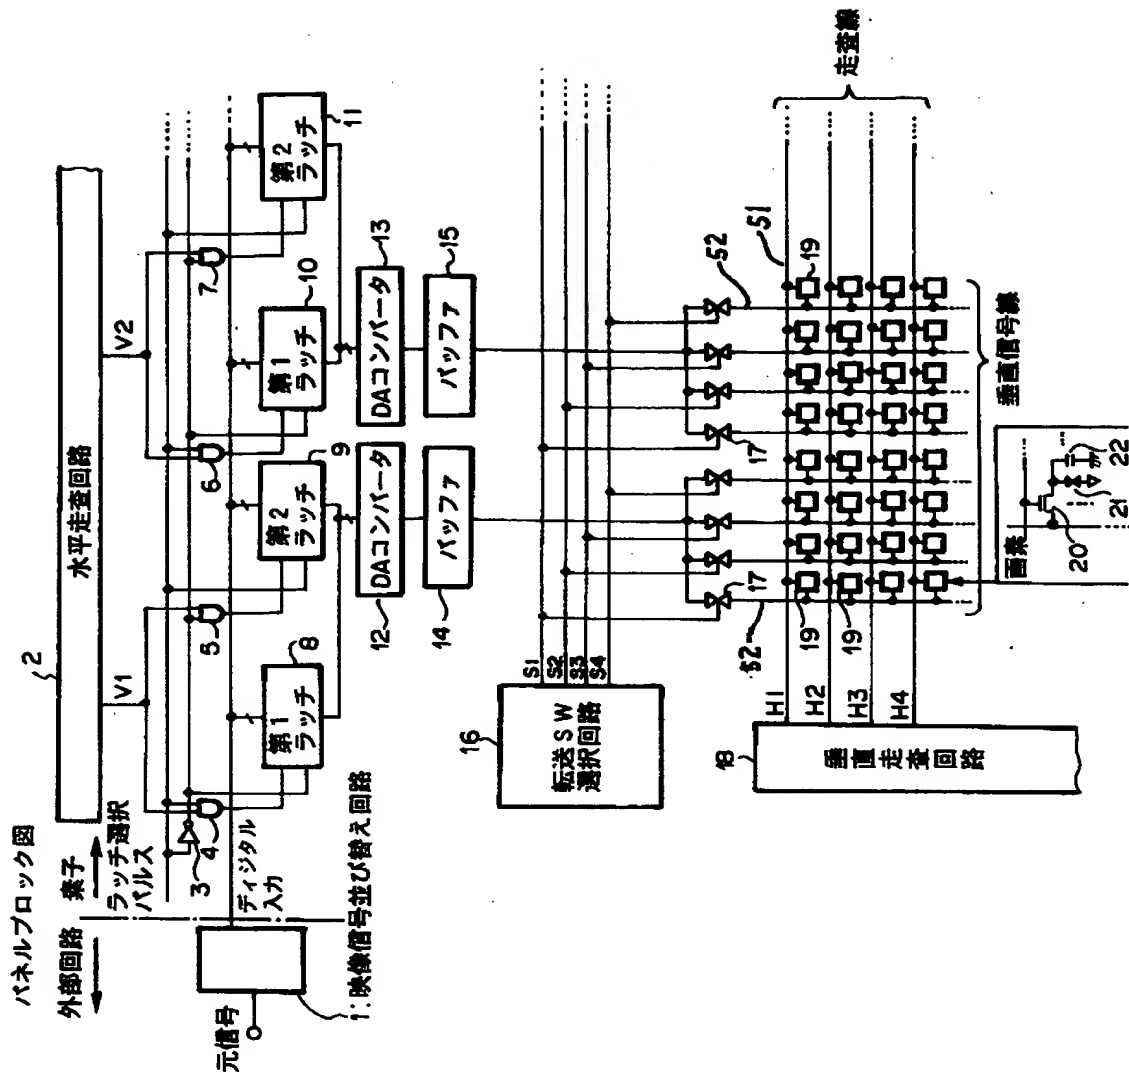 パネルブロック図
外部回路
素子
ラッチ選択
パルス
元信号
1:映像信号並び替え回路
ディジタル
入力
2
水平走査回路
V1
V2
3
4
5
6
7
第1
ラッチ
8
第2
ラッチ
9
第1
ラッチ
10
第2
ラッチ
11
12
DAコンバータ
DAコンバータ
13
14
バッファ
バッファ
15
16
転送SW
選択回路
S1
S2
S3
S4
17
17
52
52
51
18
垂直走査回路
H1
H2
H3
H4
19
19
19
走査線
垂直信号線
画素
20
21
22